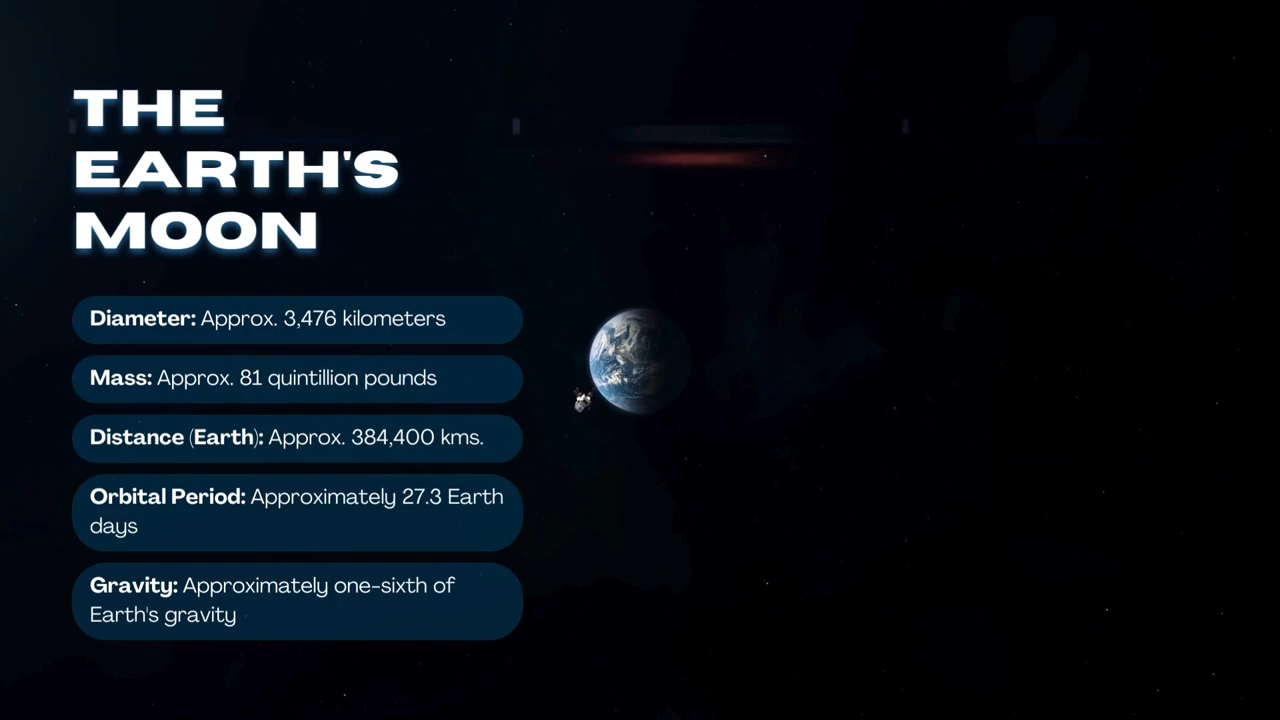 THE
EARTH'S
MOON
Diameter: Approx. 3,476 kilometers
Mass: Approx. 81 quintillion pounds
Distance (Earth): Approx. 384,400 kms.
Orbital Period: Approximately 27.3 Earth
days
Gravity: Approximately one-sixth of
Earth's gravity